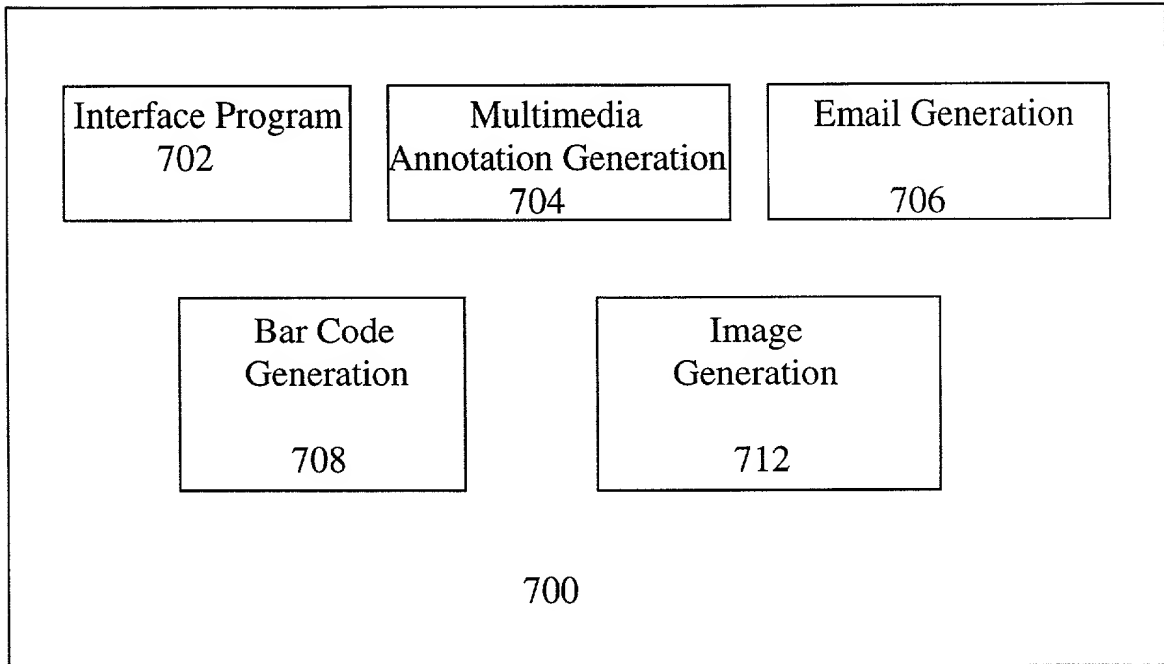 Interface Program
702
Multimedia
Annotation Generation
704
Email Generation
706
Bar Code
Generation
708
Image
Generation
712
700